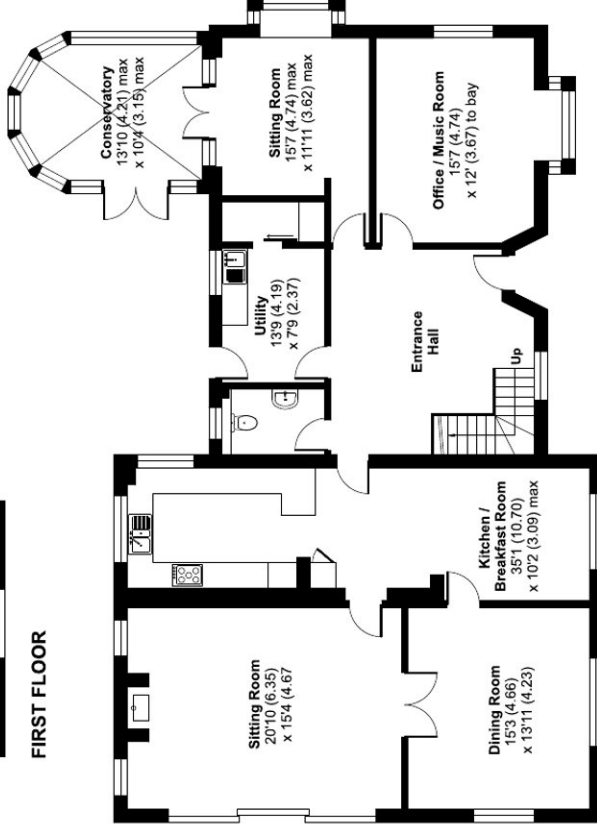 FIRST FLOOR
Conservatory
13'10 (4.21) max
x 10'4 (3.15) max
Sitting Room
15'7 (4.74) max
x 11'11 (3.62) max
Office / Music Room
15'7 (4.74)
x 12' (3.67) to bay
Utility
13'9 (4.19)
x 7'9 (2.37)
Entrance
Hall
Up
Kitchen /
Breakfast Room
35'1 (10.70)
x 10'2 (3.09) max
Sitting Room
20'10 (6.35)
x 15'4 (4.67
Dining Room
15'3 (4.66)
x 13'11 (4.23)